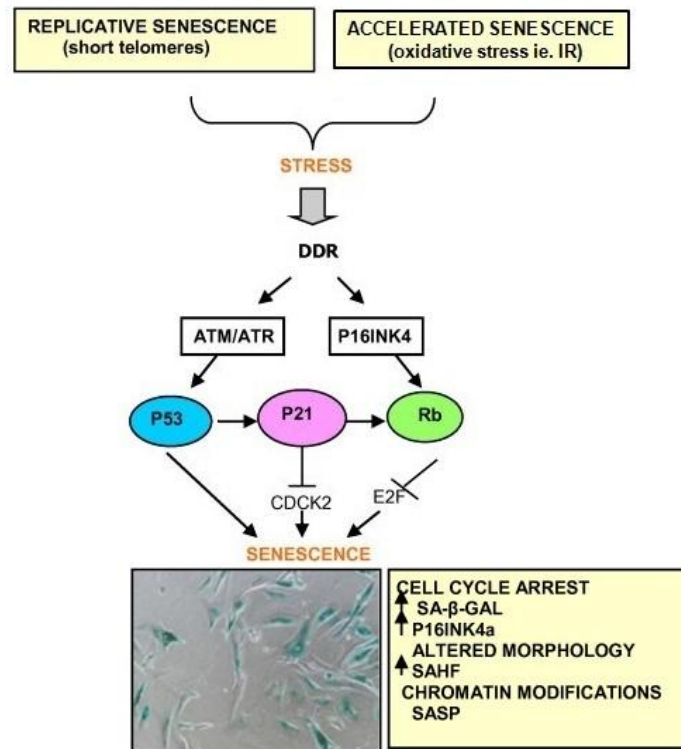 REPLICATIVE SENESCENCE
(short telomeres)
ACCELERATED SENESCENCE
(oxidative stress ie. IR)
STRESS
DDR
ATM/ATR
P16INK4
P53
P21
Rb
CDCK2
E2F
SENESCENCE
CELL CYCLE ARREST
SA-β-GAL
P16INK4a
ALTERED MORPHOLOGY
SAHF
CHROMATIN MODIFICATIONS
SASP